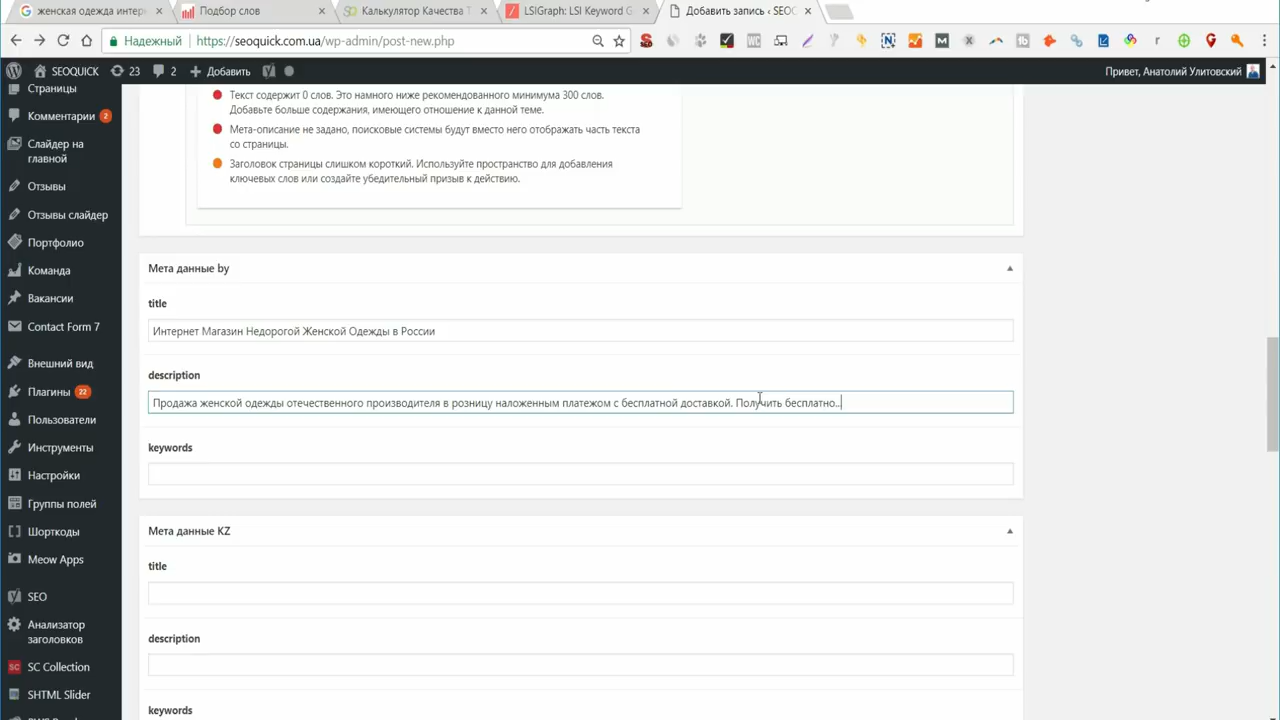 женская одежда интер
Подбор слов
Калькулятор Качества Т
LSIGraph: LSI Keyword G
Добавить запись ‹ SEOC
Надежный
https://seoquick.com.ua/wp-admin/post-new.php
SEOQUICK
23
2
Добавить
Привет, Анатолий Улитовский
Страницы
Комментарии 2
Слайдер на
главной
Отзывы
Отзывы слайдер
Портфолио
Команда
Вакансии
Contact Form 7
Внешний вид
Плагины 22
Пользователи
Инструменты
Настройки
Группы полей
Шорткоды
Meow Apps
SEO
Анализатор
заголовков
SC Collection
SHTML Slider
Текст содержит 0 слов. Это намного ниже рекомендованного минимума 300 слов.
Добавьте больше содержания, имеющего отношение к данной теме.
Мета-описание не задано, поисковые системы будут вместо него отображать часть текста
со страницы.
Заголовок страницы слишком короткий. Используйте пространство для добавления
ключевых слов или создайте убедительный призыв к действию.
Мета данные by
title
Интернет Магазин Недорогой Женской Одежды в России
description
Продажа женской одежды отечественного производителя в розницу наложенным платежом с бесплатной доставкой. Получить бесплатно..
keywords
Мета данные KZ
title
description
keywords